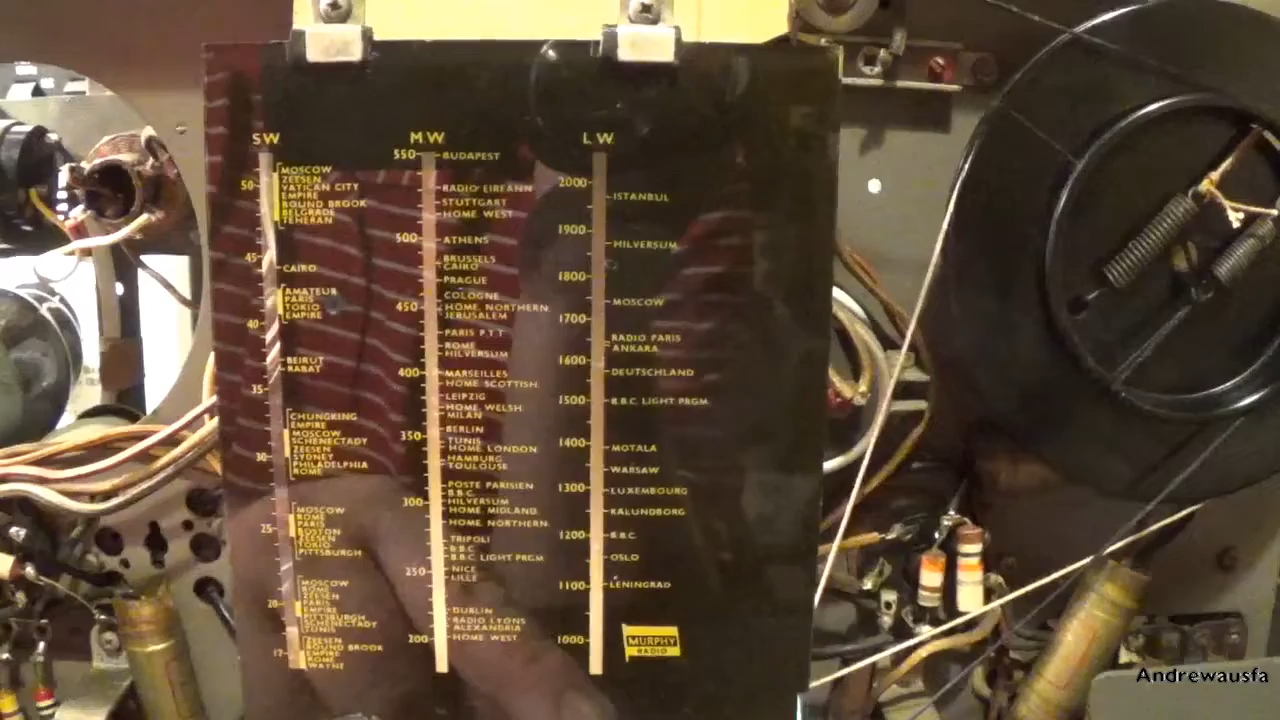 S.W.
50
MOSCOW
ZEESEN
VATICAN CITY
EMPIRE
BOUND BROOK
BELGRADE
TEHERAN
45
CAIRO
AMATEUR
PARIS
TOKIO
EMPIRE
40
BEIRUT
RABAT
35
CHUNGKING
EMPIRE
MOSCOW
SCHENECTADY
ZEESEN
SYDNEY
PHILADELPHIA
ROME
30
MOSCOW
ROME
PARIS
BOSTON
ZEESEN
TOKIO
PITTSBURGH
25
MOSCOW
ROME
ZEESEN
PARIS
EMPIRE
PITTSBURGH
SCHENECTADY
TUNIS
20
ZEESEN
BOUND BROOK
EMPIRE
ROME
WAYNE
17
M.W.
550
BUDAPEST
RADIO EIREANN
STUTTGART
HOME WEST
500
ATHENS
BRUSSELS
CAIRO
PRAGUE
COLOGNE
450
HOME NORTHERN
JERUSALEM
PARIS P.T.T.
ROME
HILVERSUM
400
MARSEILLES
HOME SCOTTISH
LEIPZIG
HOME WELSH
MILAN
BERLIN
350
TUNIS
HOME LONDON
HAMBURG
TOULOUSE
POSTE PARISIEN
B.B.C.
300
HILVERSUM
HOME MIDLAND
HOME NORTHERN
TRIPOLI
B.B.C.
B.B.C. LIGHT PRGM
250
NICE
LILLE
DUBLIN
RADIO LYONS
ALEXANDRIA
200
HOME WEST
L.W.
2000
ISTANBUL
1900
HILVERSUM
1800
MOSCOW
1700
RADIO PARIS
ANKARA
1600
DEUTSCHLAND
1500
B.B.C. LIGHT PRGM
1400
MOTALA
WARSAW
1300
LUXEMBOURG
KALUNDBORG
1200
B.B.C.
OSLO
1100
LENINGRAD
1000
MURPHY
RADIO
Andrewausfa